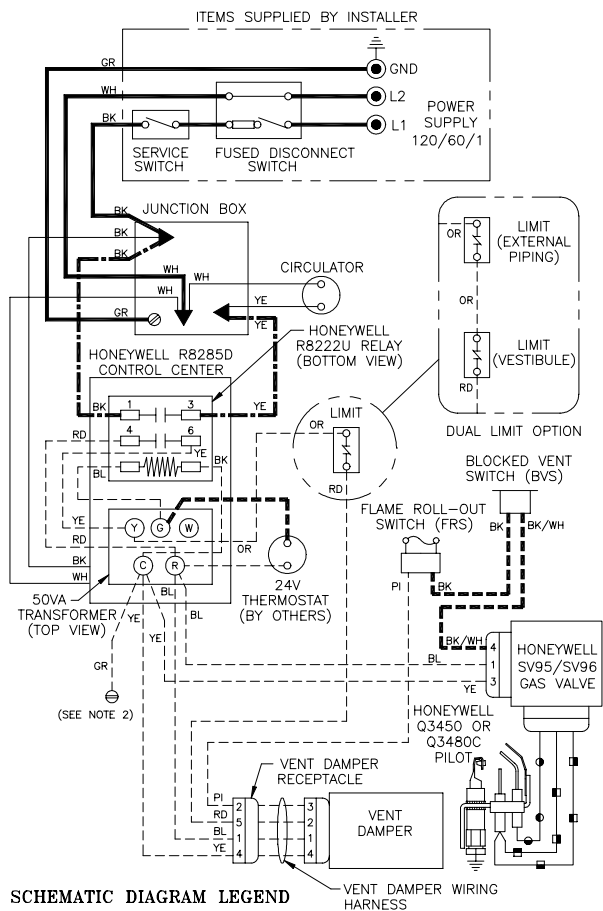 ITEMS SUPPLIED BY INSTALLER
GR
GND
WH
L2
BK
L1
POWER
SUPPLY
120/60/1
SERVICE
SWITCH
FUSED DISCONNECT
SWITCH
BK
JUNCTION BOX
BK
BK
WH
WH
WH
YE
YE
GR
CIRCULATOR
OR
LIMIT
(EXTERNAL
PIPING)
OR
LIMIT
(VESTIBULE)
RD
DUAL LIMIT OPTION
HONEYWELL
R8222U RELAY
(BOTTOM VIEW)
HONEYWELL R8285D
CONTROL CENTER
BK
1
3
YE
RD
4
6
YE
BL
BK
OR
LIMIT
RD
BLOCKED VENT
SWITCH (BVS)
BK
BK/WH
FLAME ROLL-OUT
SWITCH (FRS)
PI
BK
YE
Y
G
W
RD
OR
BK
C
R
WH
BL
BL
24V
THERMOSTAT
(BY OTHERS)
50VA
TRANSFORMER
(TOP VIEW)
YE
YE
GR
(SEE NOTE 2)
BK/WH
4
BL
1
YE
3
HONEYWELL
SV95/SV96
GAS VALVE
HONEYWELL
Q3450 OR
Q3480C
PILOT
VENT DAMPER
RECEPTACLE
PI
2
3
RD
5
2
BL
1
1
YE
4
4
VENT
DAMPER
VENT DAMPER WIRING
HARNESS
SCHEMATIC DIAGRAM LEGEND